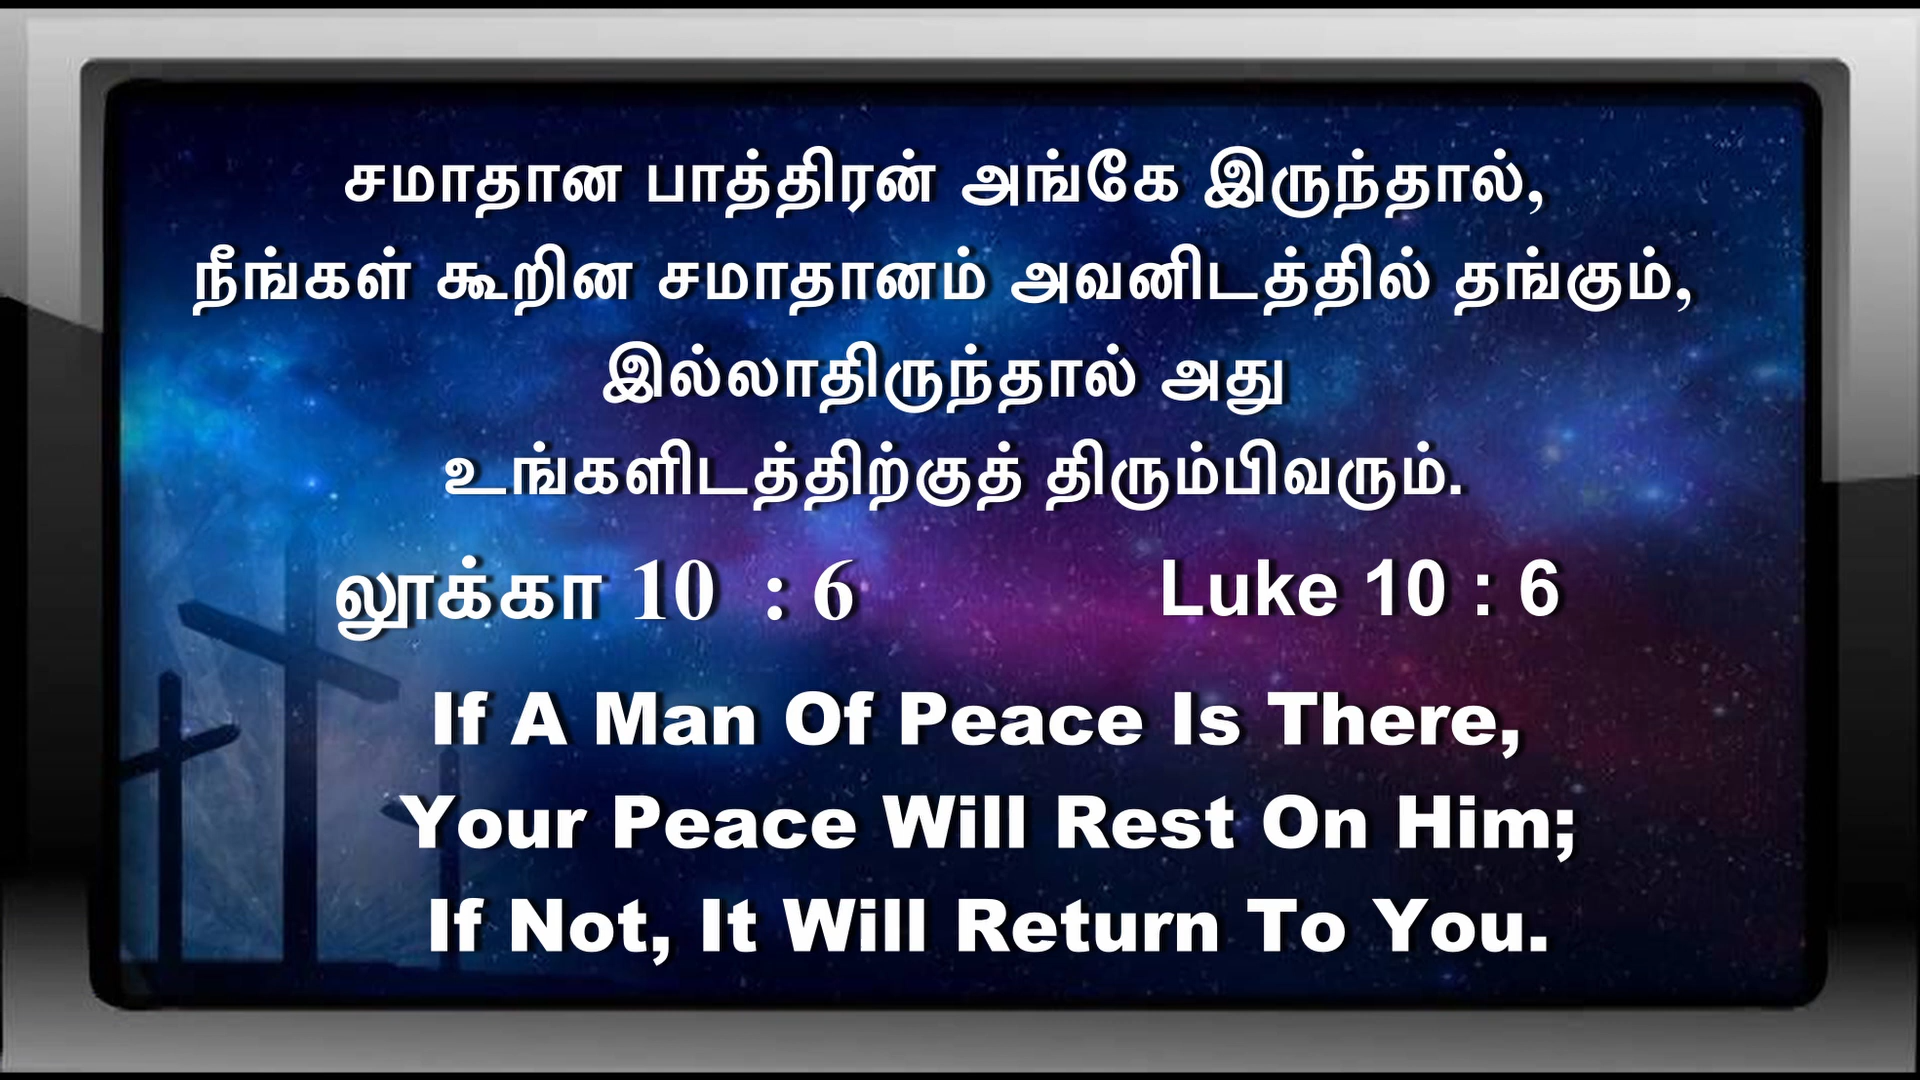 சமாதான பாத்திரன் அங்கே இருந்தால்,
நீங்கள் கூறின சமாதானம் அவனிடத்தில் தங்கும்,
இல்லாதிருந்தால் அது
உங்களிடத்திற்குத் திரும்பிவரும்.
லூக்கா 10 : 6 Luke 10 : 6
If A Man Of Peace Is There,
Your Peace Will Rest On Him;
If Not, It Will Return To You.